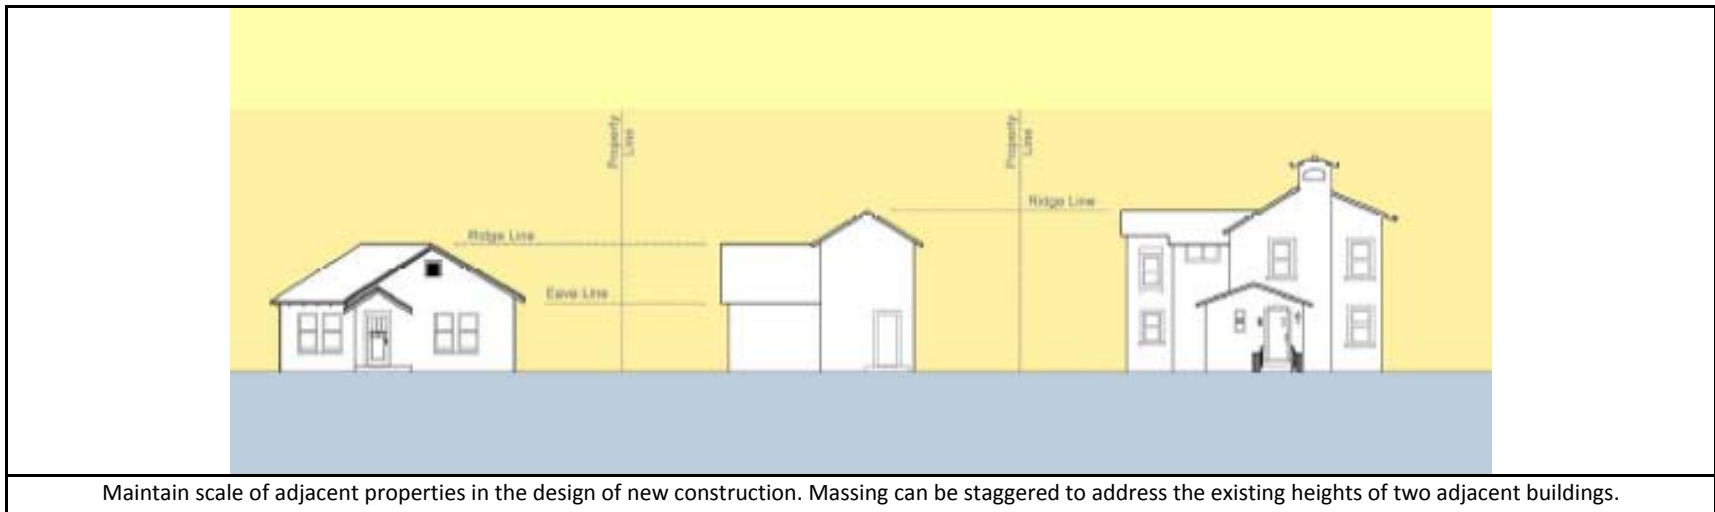 Property
Line
Property
Line
Ridge Line
Ridge Line
Eave Line
Maintain scale of adjacent properties in the design of new construction. Massing can be staggered to address the existing heights of two adjacent buildings.